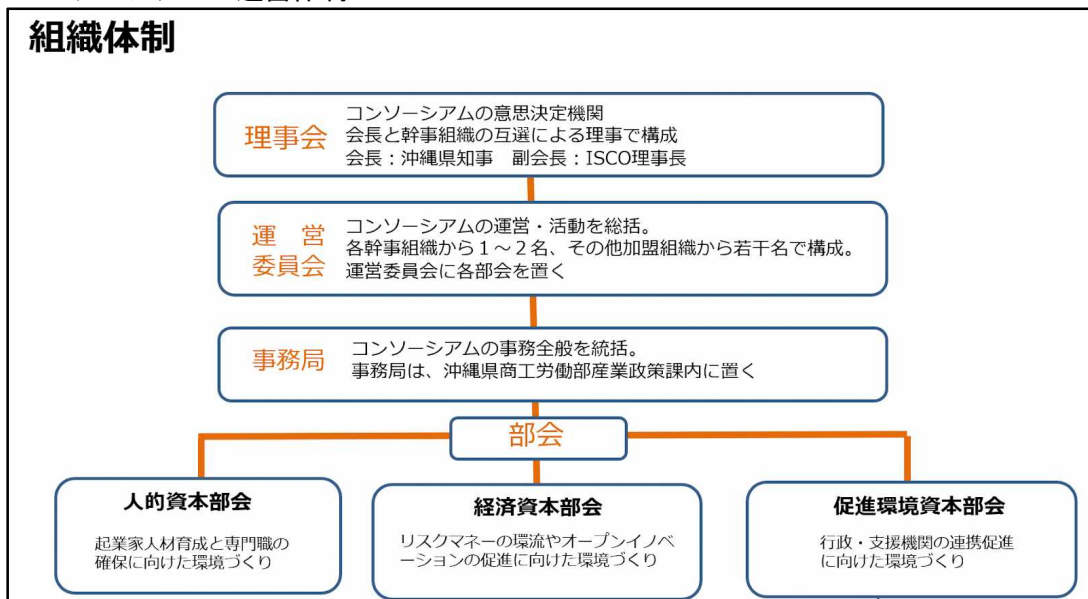 組織体制
理事会
コンソーシアムの意思決定機関
会長と幹事組織の互選による理事で構成
会長：沖縄県知事　副会長：ISCO理事長
運　営
委員会
コンソーシアムの運営・活動を総括。
各幹事組織から１～２名、その他加盟組織から若干名で構成。
運営委員会に各部会を置く
事務局
コンソーシアムの事務全般を統括。
事務局は、沖縄県商工労働部産業政策課内に置く
部会
人的資本部会
起業家人材育成と専門職の
確保に向けた環境づくり
経済資本部会
リスクマネーの環流やオープンイノベ
ーションの促進に向けた環境づくり
促進環境資本部会
行政・支援機関の連携促進
に向けた環境づくり